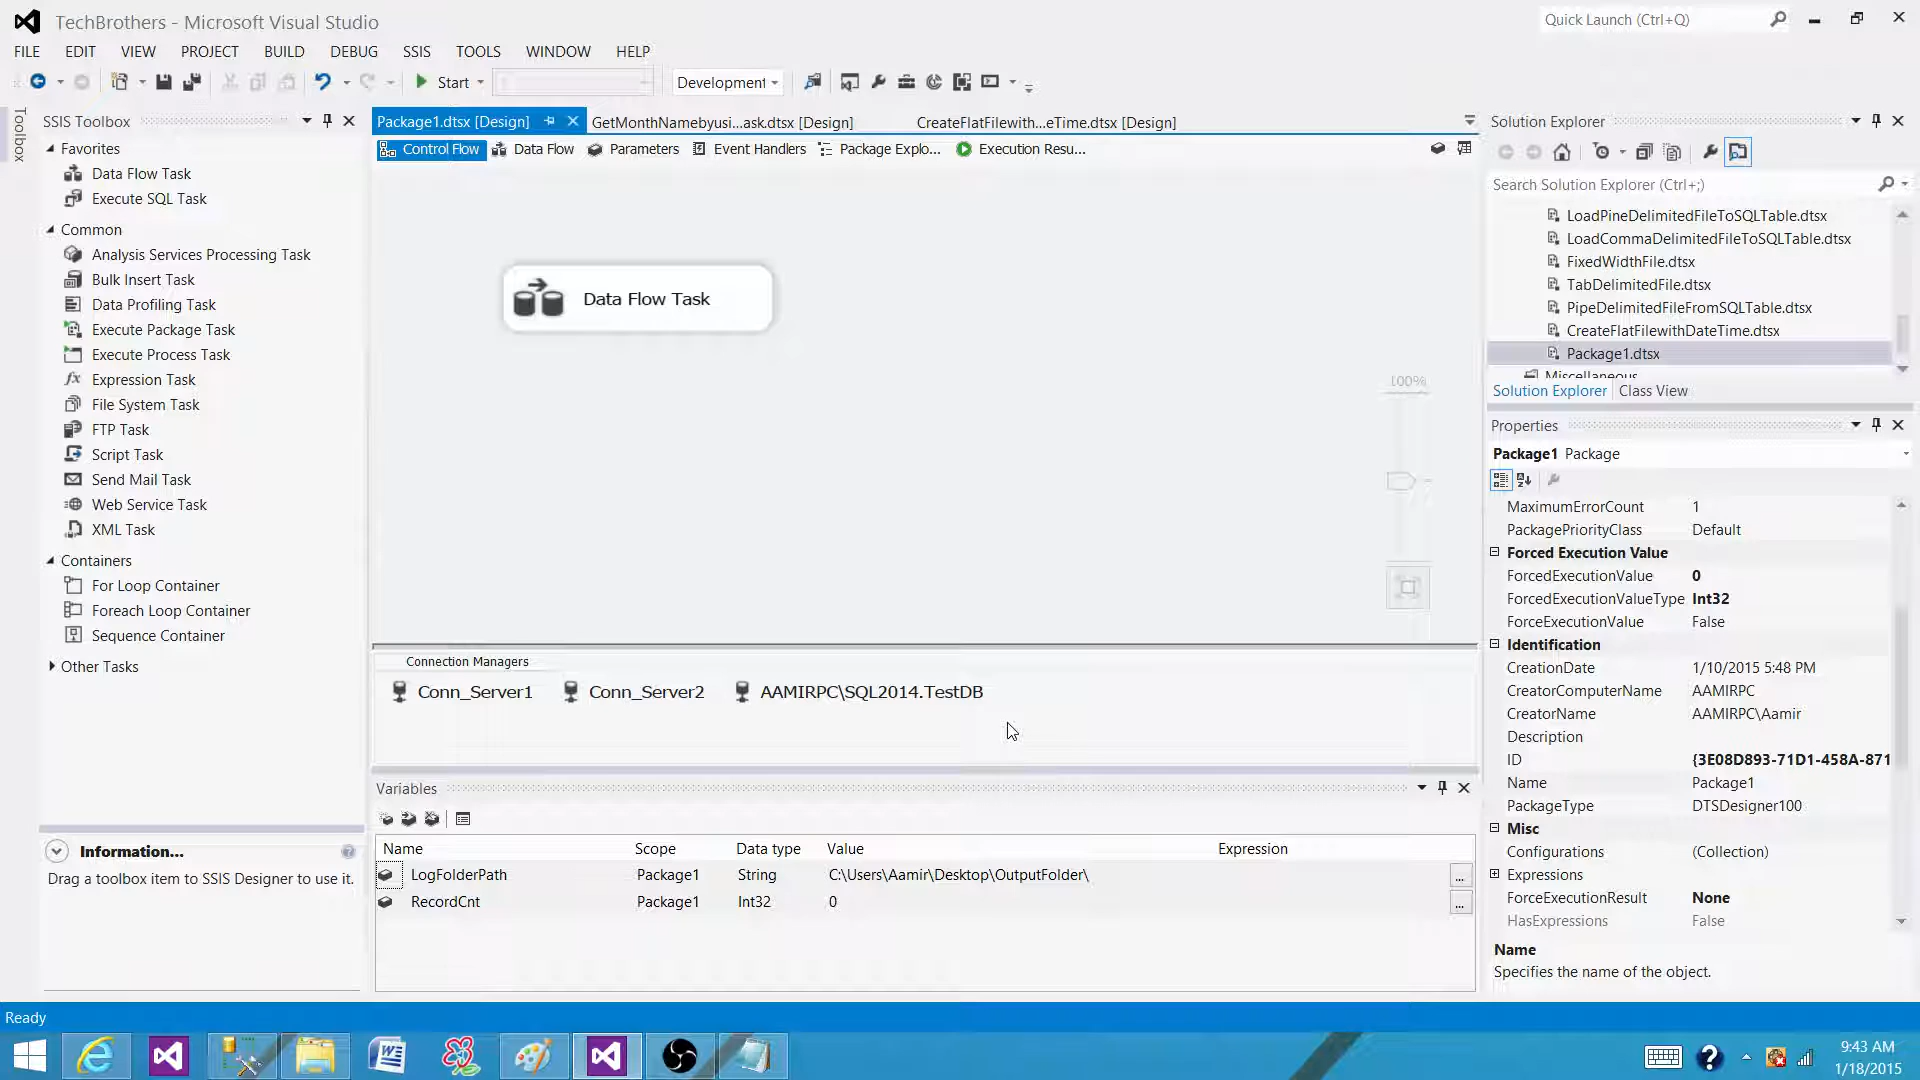 TechBrothers - Microsoft Visual Studio
Quick Launch (Ctrl+Q)
FILE EDIT VIEW PROJECT BUILD DEBUG SSIS TOOLS WINDOW HELP
Start
Development
Toolbox
SSIS Toolbox
Favorites
Data Flow Task
Execute SQL Task
Common
Analysis Services Processing Task
Bulk Insert Task
Data Profiling Task
Execute Package Task
Execute Process Task
Expression Task
File System Task
FTP Task
Script Task
Send Mail Task
Web Service Task
XML Task
Containers
For Loop Container
Foreach Loop Container
Sequence Container
Other Tasks
Information...
Drag a toolbox item to SSIS Designer to use it.
Package1.dtsx [Design] GetMonthNamebyusi...ask.dtsx [Design] CreateFlatFilewith...eTime.dtsx [Design]
Control Flow Data Flow Parameters Event Handlers Package Explo... Execution Resu...
Data Flow Task
100%
Connection Managers
Conn_Server1 Conn_Server2 AAMIRPC\SQL2014.TestDB
Variables
Name Scope Data type Value Expression
LogFolderPath Package1 String C:\Users\Aamir\Desktop\OutputFolder\ ...
RecordCnt Package1 Int32 0 ...
Solution Explorer
Search Solution Explorer (Ctrl+;)
LoadPineDelimitedFileToSQLTable.dtsx
LoadCommaDelimitedFileToSQLTable.dtsx
FixedWidthFile.dtsx
TabDelimitedFile.dtsx
PipeDelimitedFileFromSQLTable.dtsx
CreateFlatFilewithDateTime.dtsx
Package1.dtsx
Miscellaneous
Solution Explorer Class View
Properties
Package1 Package
MaximumErrorCount 1
PackagePriorityClass Default
Forced Execution Value
ForcedExecutionValue 0
ForcedExecutionValueType Int32
ForceExecutionValue False
Identification
CreationDate 1/10/2015 5:48 PM
CreatorComputerName AAMIRPC
CreatorName AAMIRPC\Aamir
Description
ID {3E08D893-71D1-458A-871
Name Package1
PackageType DTSDesigner100
Misc
Configurations (Collection)
Expressions
ForceExecutionResult None
HasExpressions False
Name
Specifies the name of the object.
Ready
9:43 AM
1/18/2015